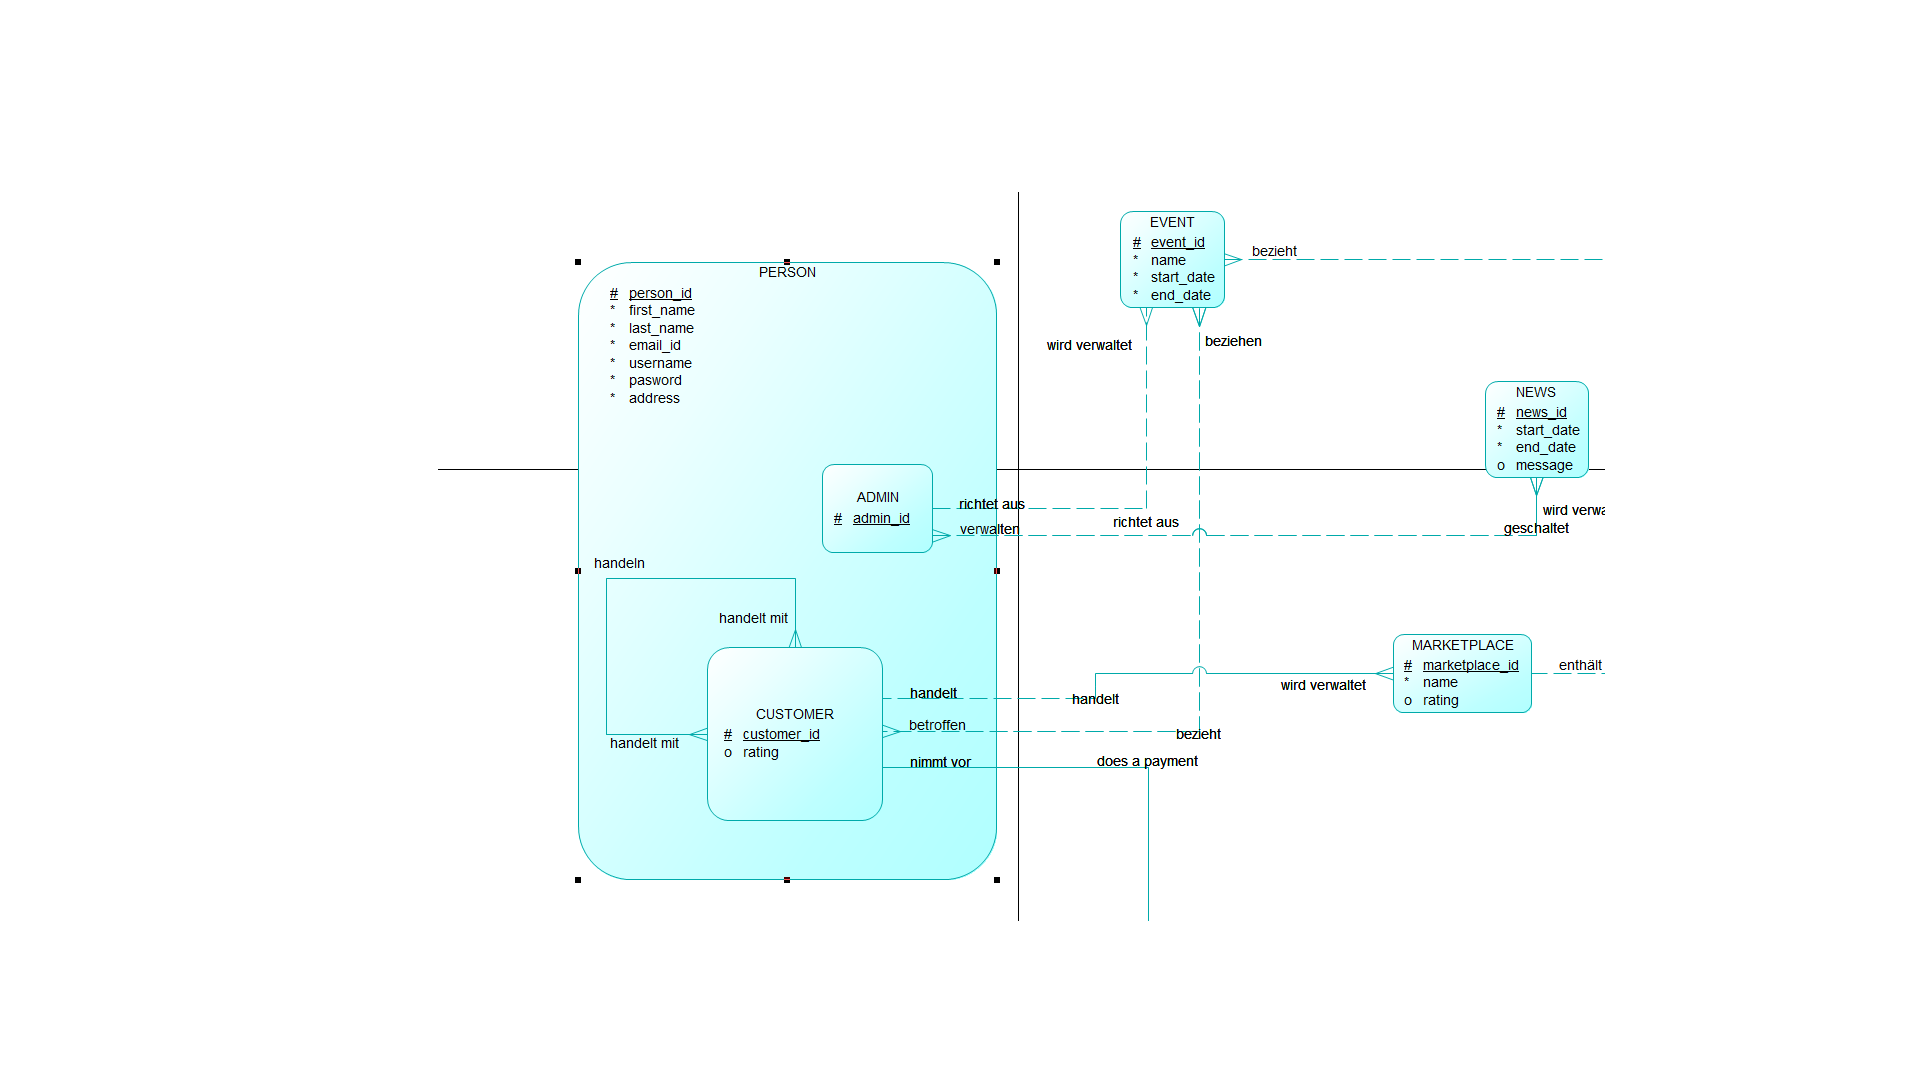 PERSON
# person_id
* first_name
* last_name
* email_id
* username
* pasword
* address
ADMIN
# admin_id
handeln
handelt mit
handelt mit
CUSTOMER
# customer_id
o rating
EVENT
# event_id
* name
* start_date
* end_date
bezieht
wird verwaltet
beziehen
NEWS
# news_id
* start_date
* end_date
o message
richtet aus
verwalten
richtet aus
wird verwa
geschaltet
MARKETPLACE
# marketplace_id
* name
o rating
enthält
handelt
handelt
wird verwaltet
betroffen
bezieht
nimmt vor
does a payment